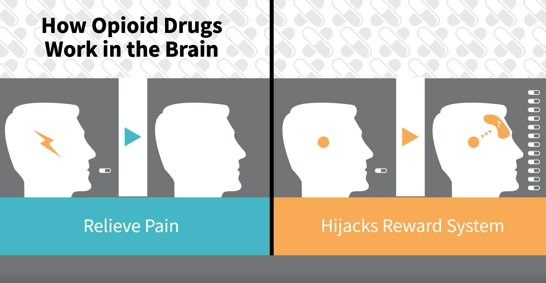 How Opioid Drugs
Work in the Brain
Relieve Pain
Hijacks Reward System